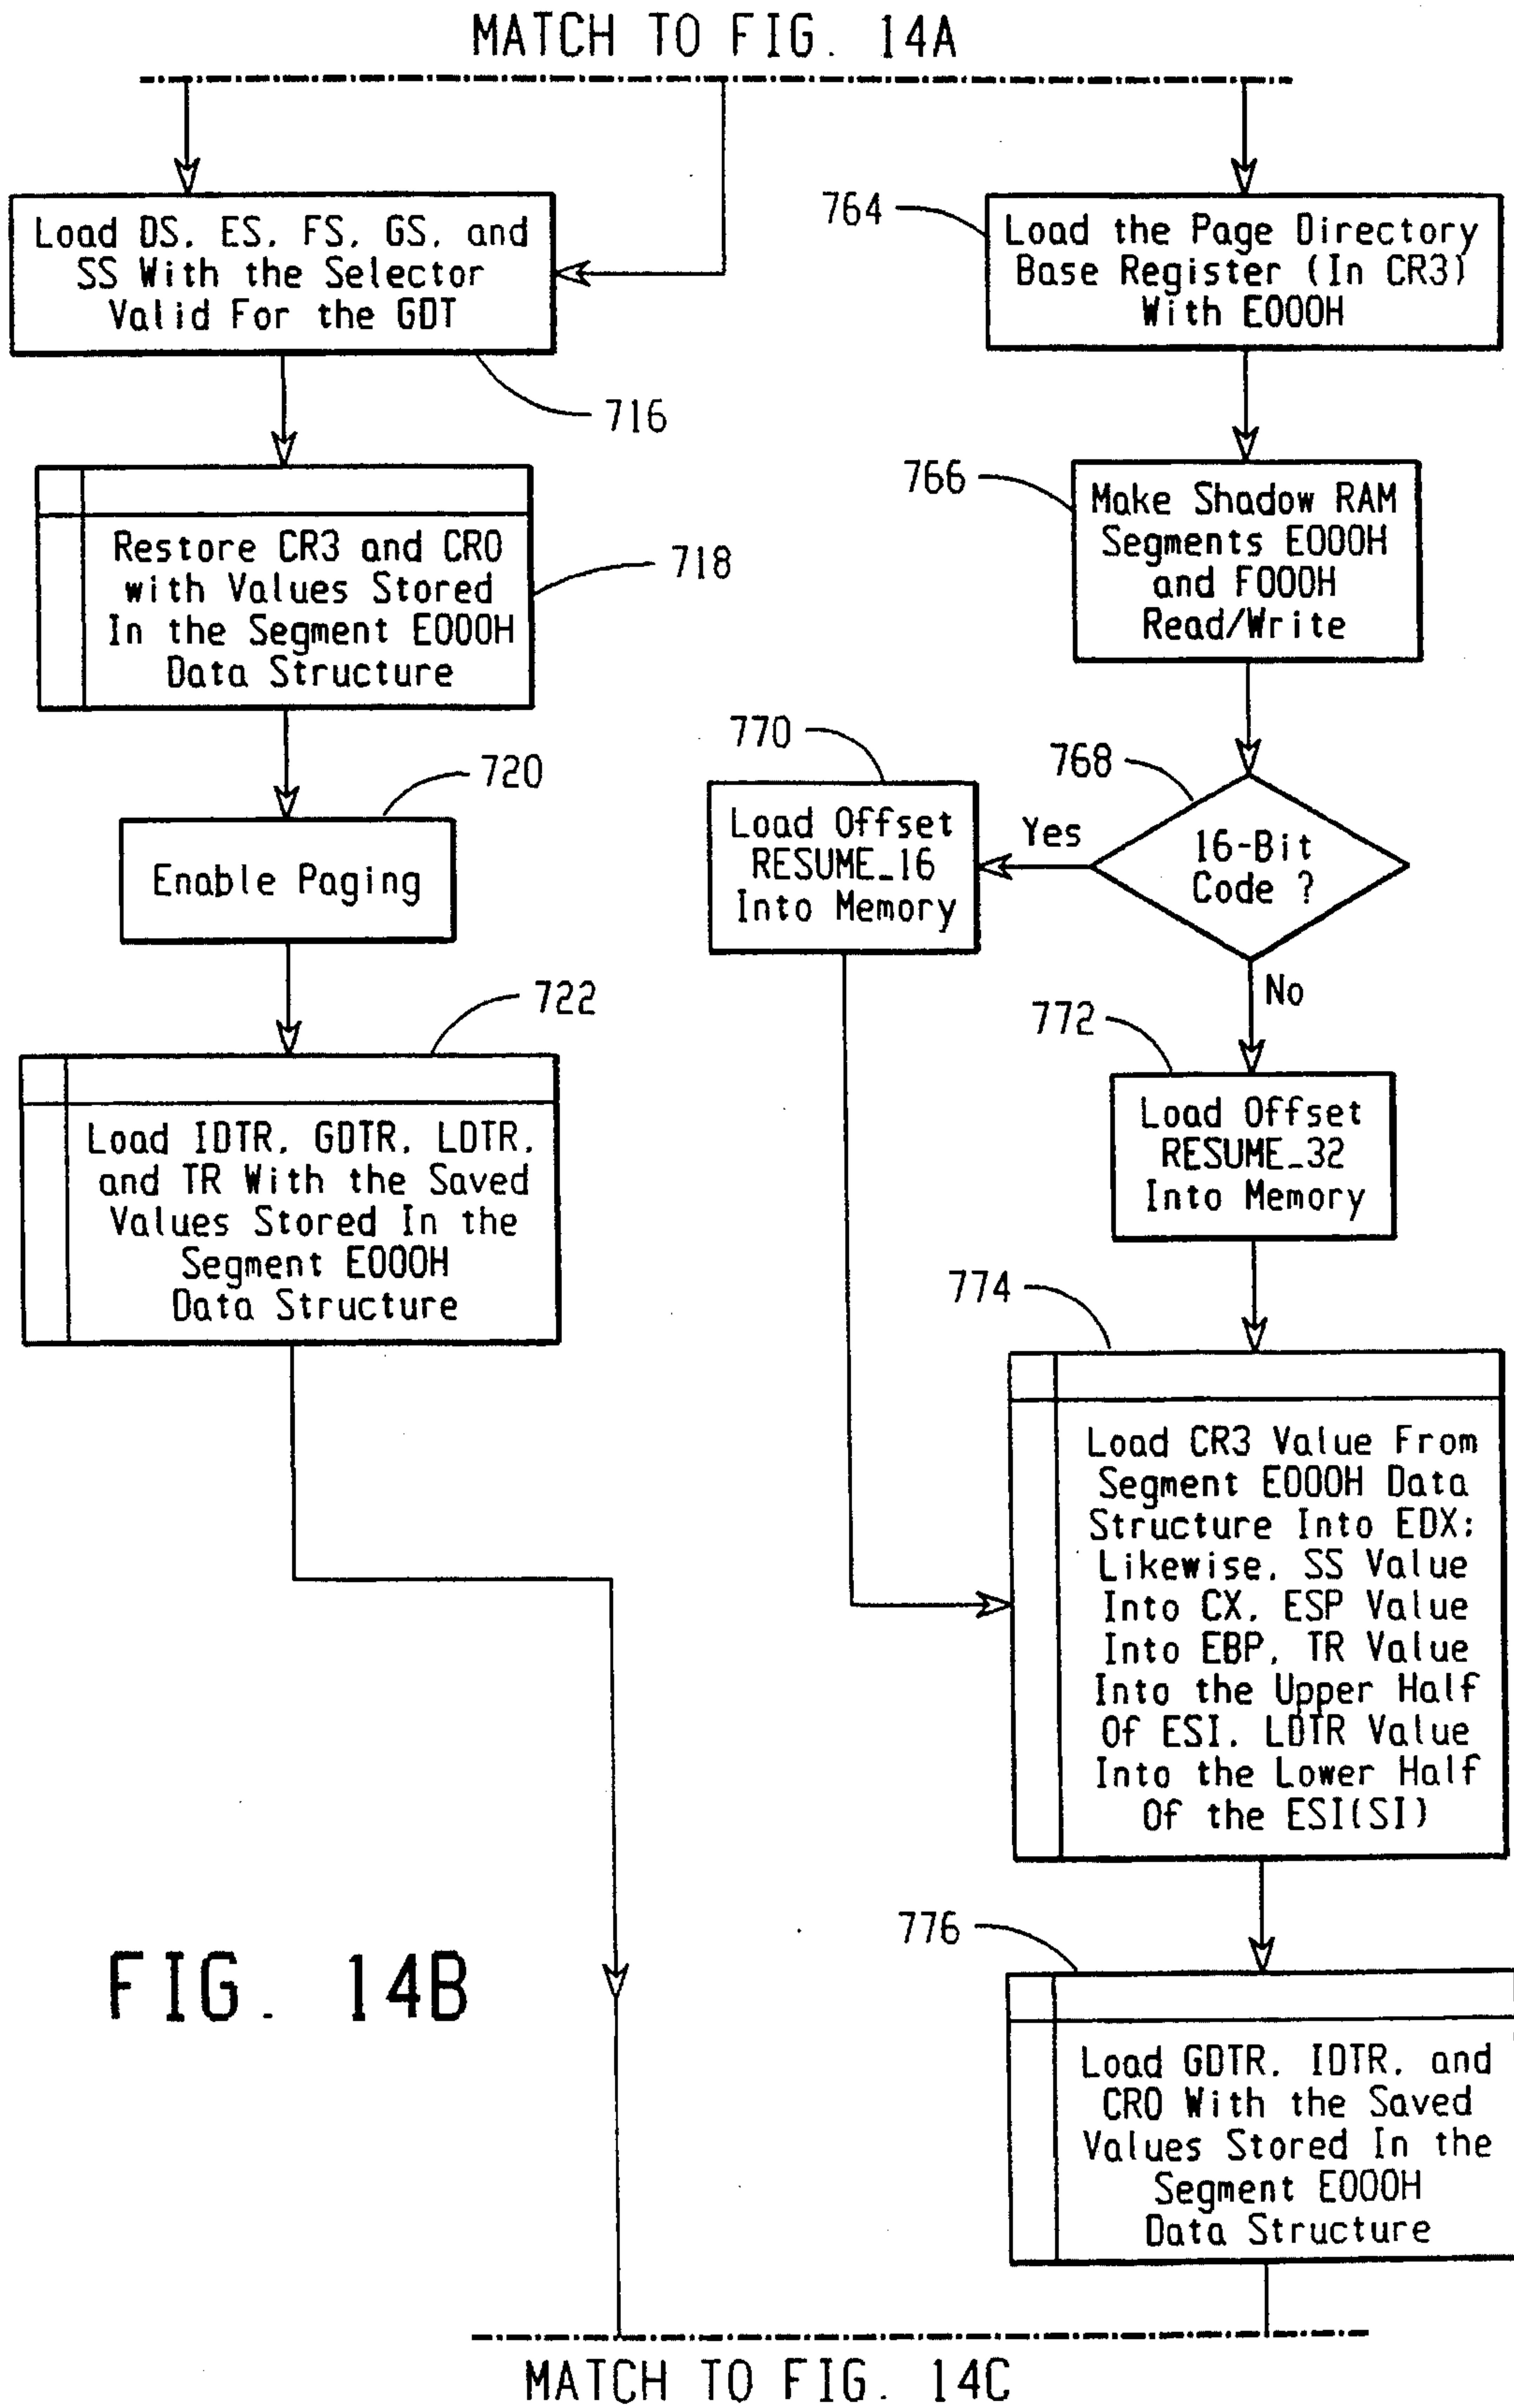 MATCH TO FIG. 14A
Load DS, ES, FS, GS, and
SS With the Selector
Valid For the GDT
716
Restore CR3 and CR0
with Values Stored
In the Segment E000H
Data Structure
718
720
Enable Paging
722
Load IDTR, GDTR, LDTR,
and TR With the Saved
Values Stored In the
Segment E000H
Data Structure
764
Load the Page Directory
Base Register (In CR3)
With E000H
766
Make Shadow RAM
Segments E000H
and F000H
Read/Write
768
16-Bit
Code ?
Yes
770
Load Offset
RESUME_16
Into Memory
No
772
Load Offset
RESUME_32
Into Memory
774
Load CR3 Value From
Segment E000H Data
Structure Into EDX;
Likewise, SS Value
Into CX, ESP Value
Into EBP, TR Value
Into the Upper Half
Of ESI, LDTR Value
Into the Lower Half
Of the ESI(SI)
776
Load GDTR, IDTR, and
CR0 With the Saved
Values Stored In the
Segment E000H
Data Structure
FIG. 14B
MATCH TO FIG. 14C